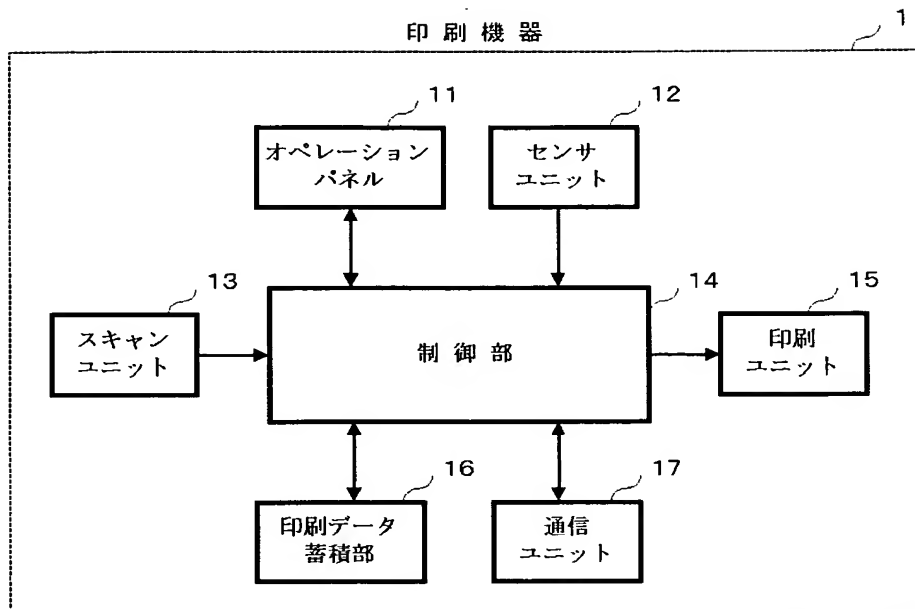 印刷機器
1
11
オペレーション
パネル
12
センサ
ユニット
13
スキャン
ユニット
14
制御部
15
印刷
ユニット
16
印刷データ
蓄積部
17
通信
ユニット